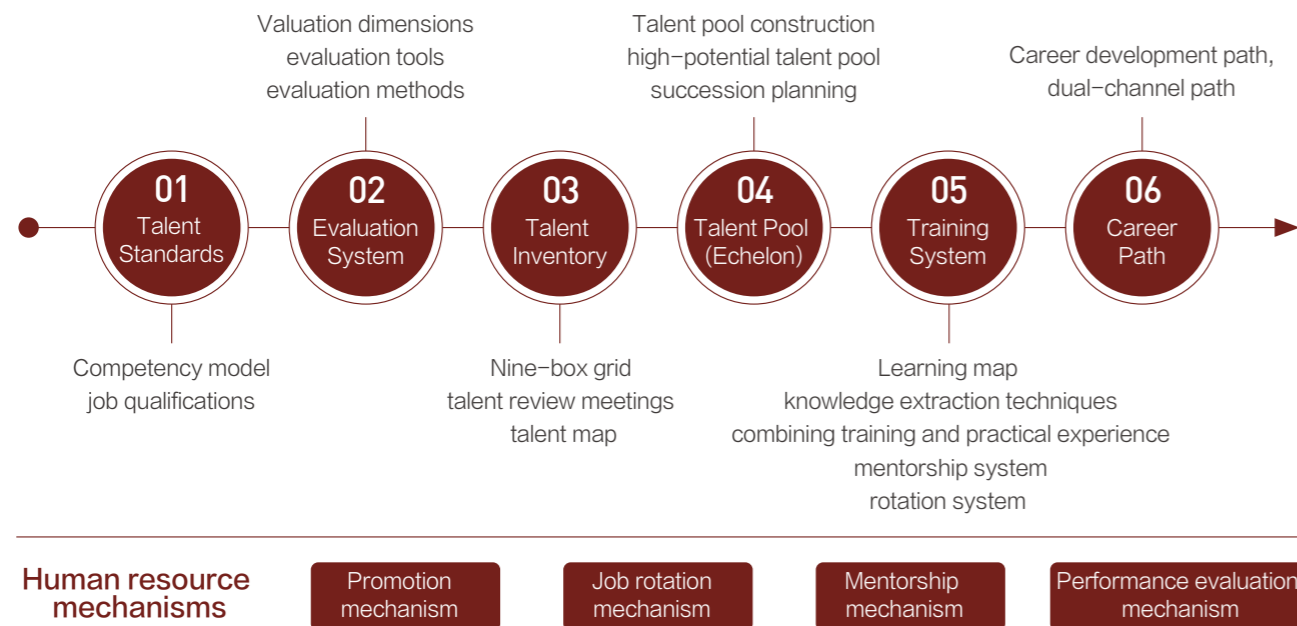 Valuation dimensions
evaluation tools
evaluation methods
Talent pool construction
high-potential talent pool
succession planning
Career development path,
dual-channel path
01
Talent
Standards
02
Evaluation
System
03
Talent
Inventory
04
Talent Pool
(Echelon)
05
Training
System
06
Career
Path
Competency model
job qualifications
Nine-box grid
talent review meetings
talent map
Learning map
knowledge extraction techniques
combining training and practical experience
mentorship system
rotation system
Human resource
mechanisms
Promotion
mechanism
Job rotation
mechanism
Mentorship
mechanism
Performance evaluation
mechanism